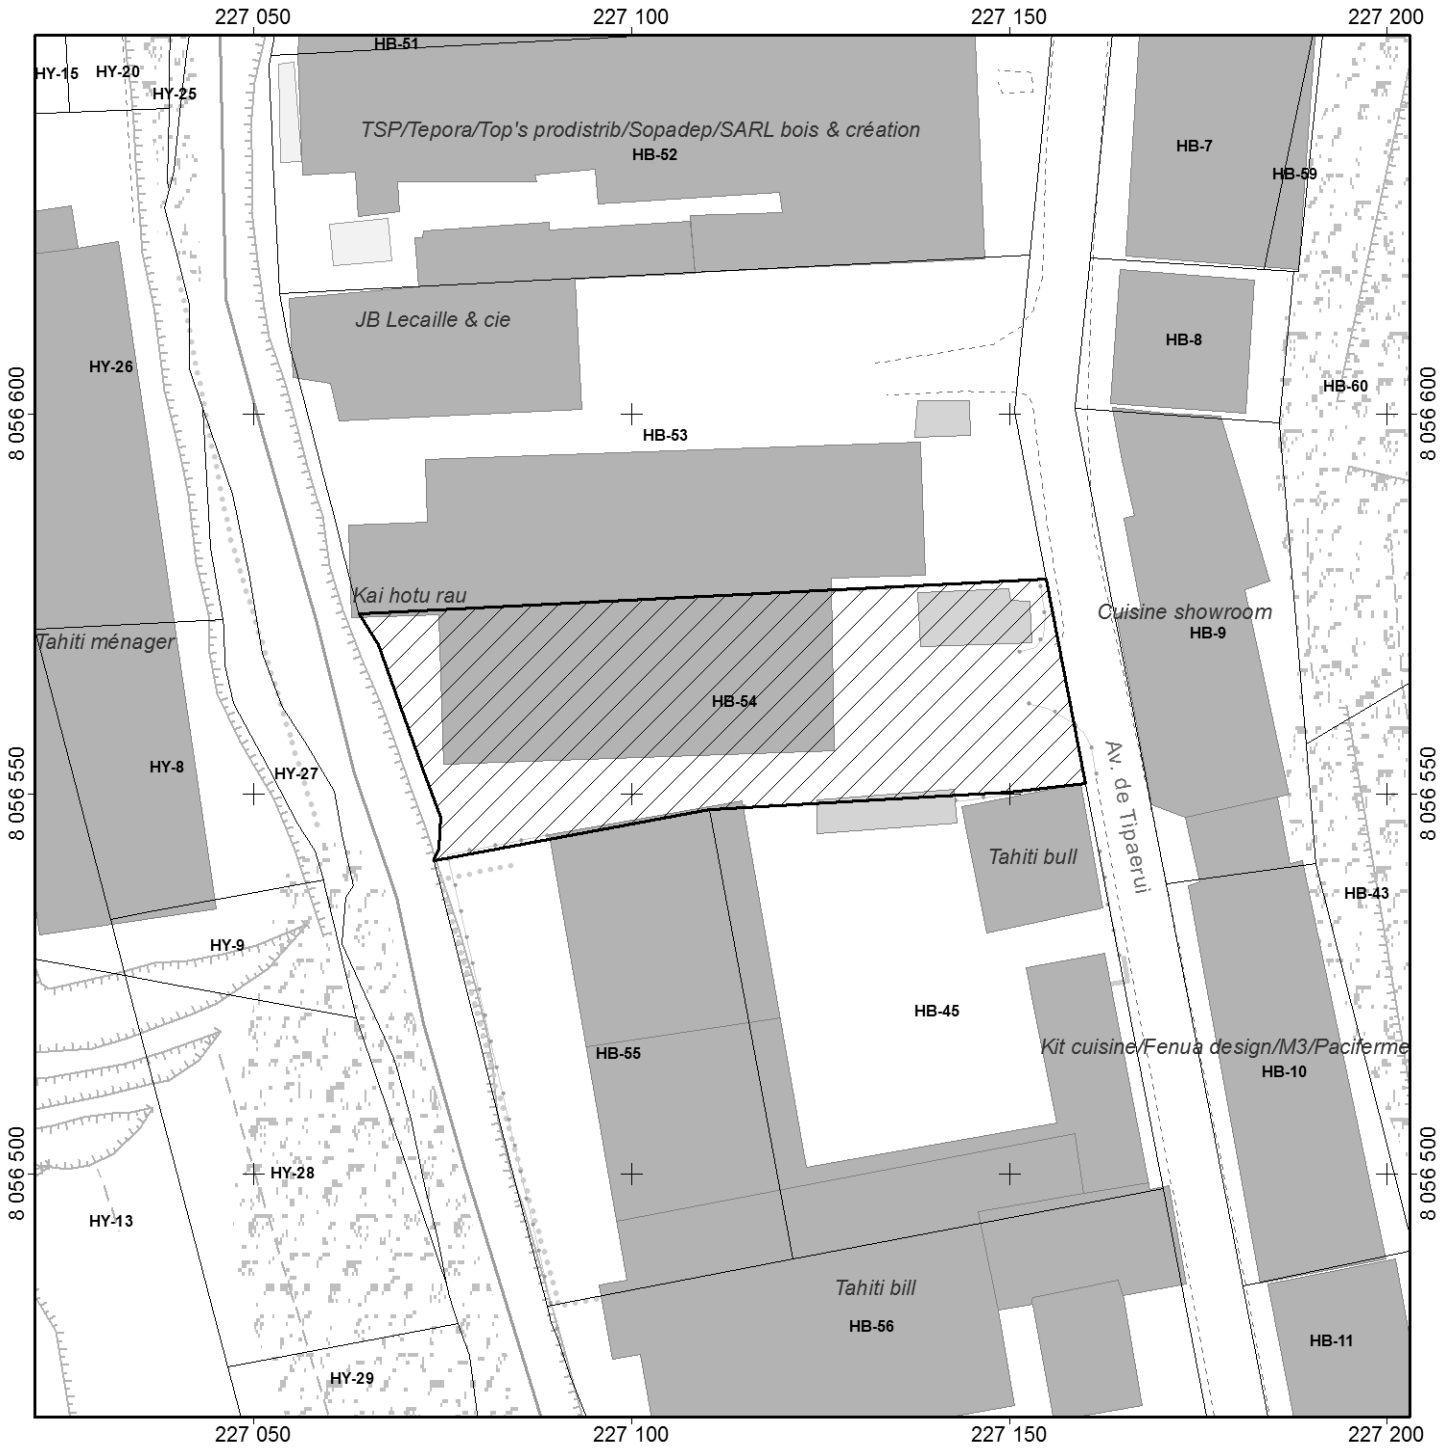 227 050 227 100 227 150 227 200
HB-51
HY-15 HY-20
HY-25
TSP/Tepora/Top's prodistrib/Sopadep/SARL bois & création
HB-52
HB-7
HB-59
JB Lecaille & cie
HB-8
HY-26
HB-60
8 056 600
8 056 600
HB-53
Kai hotu rau
Cuisine showroom
HB-9
Tahiti ménager
HB-54
HY-8
HY-27
8 056 550
8 056 550
Av. de Tipaerui
Tahiti bull
HB-43
HY-9
HB-45
Kit cuisine/Fenua design/M3/Paciferme
HB-55
HB-10
HY-28
8 056 500
8 056 500
HY-13
Tahiti bill
HB-56
HB-11
HY-29
227 050 227 100 227 150 227 200